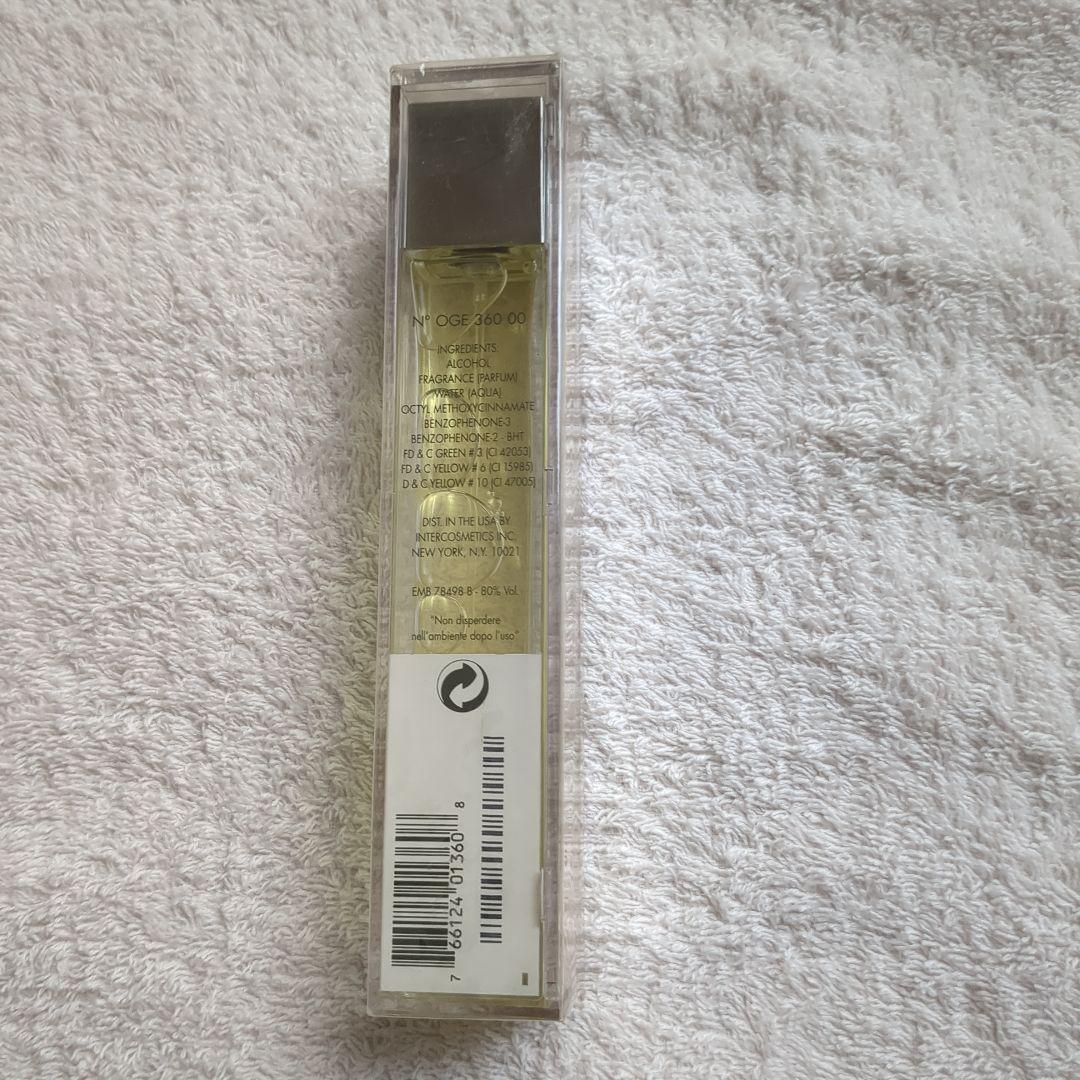 N° OGE 360 00
INGREDIENTS:
ALCOHOL
FRAGRANCE (PARFUM)
WATER (AQUA)
OCTYL METHOXYCINNAMATE
BENZOPHENONE-3
BENZOPHENONE-2 - BHT
FD & C GREEN # 3 (CI 42053)
FD & C YELLOW # 6 (CI 15985)
D & C YELLOW # 10 (CI 47005)
DIST. IN THE USA BY
INTERCOSMETICS INC.
NEW YORK, N.Y. 10021
EMB 78498 B - 80% Vol.
"Non disperdere
nell'ambiente dopo l'uso"
7 66124 01360 8